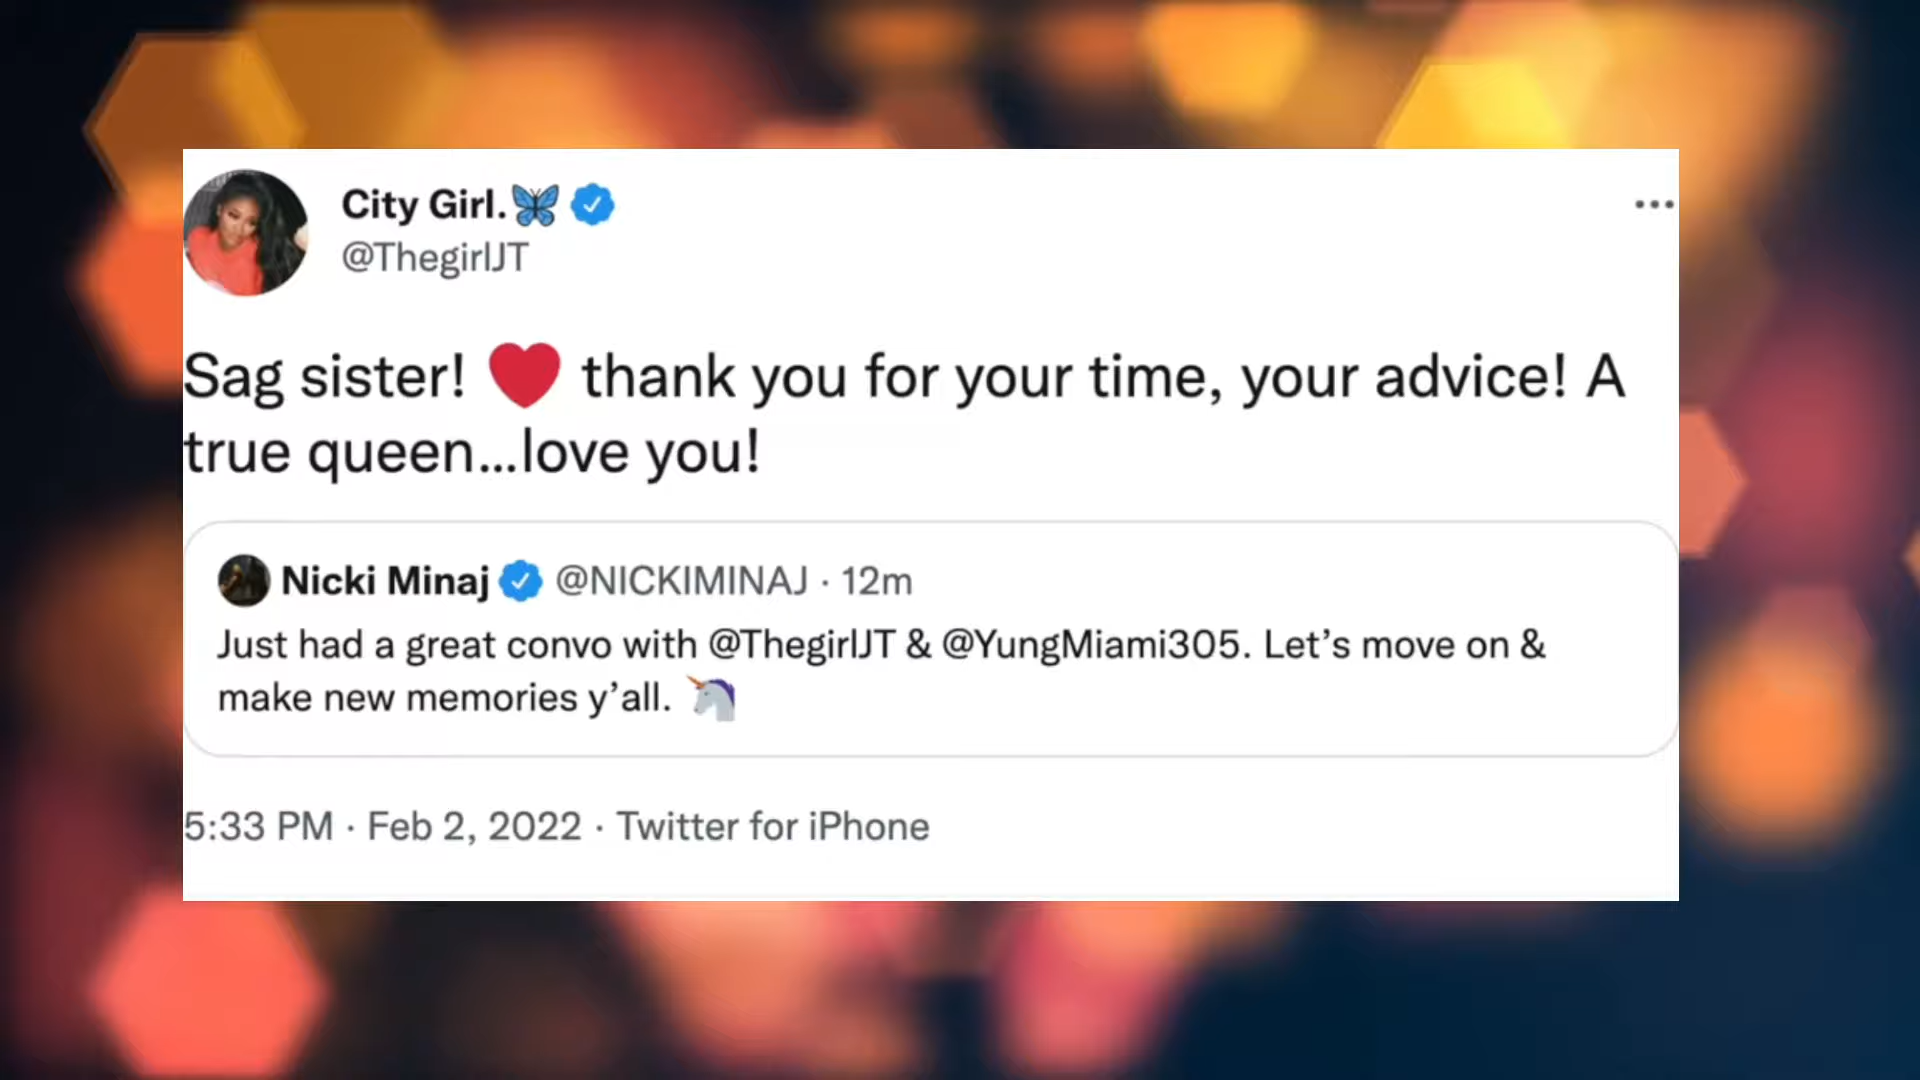 City Girl.🦋
@ThegirlJT
Sag sister! ❤️ thank you for your time, your advice! A
true queen...love you!
Nicki Minaj @NICKIMINAJ · 12m
Just had a great convo with @ThegirlJT & @YungMiami305. Let’s move on &
make new memories y’all. 🦄
5:33 PM · Feb 2, 2022 · Twitter for iPhone